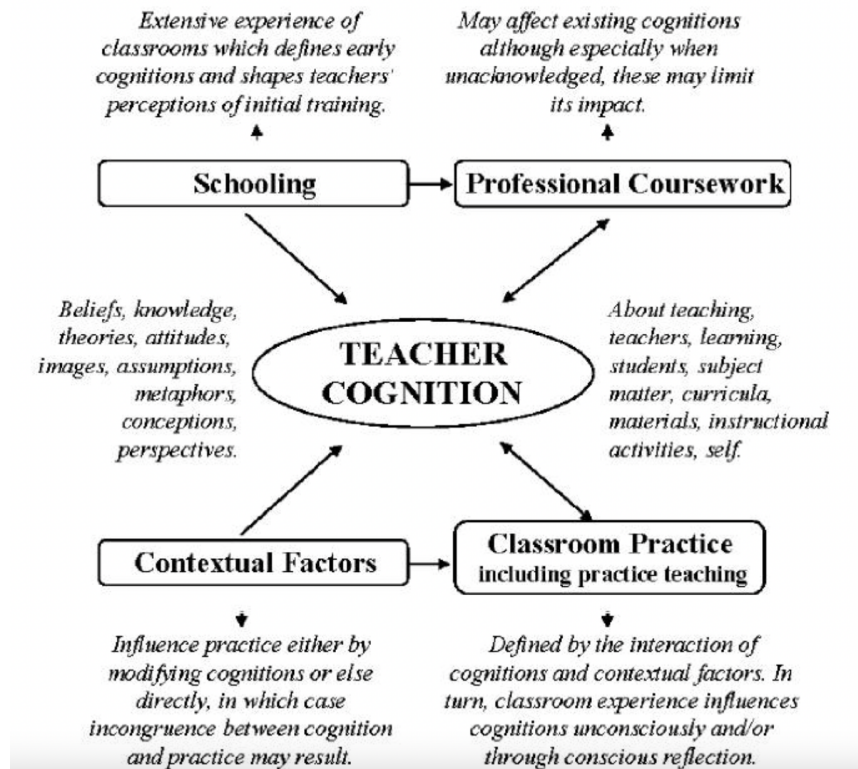 Extensive experience of
classrooms which defines early
cognitions and shapes teachers'
perceptions of initial training.
May affect existing cognitions
although especially when
unacknowledged, these may limit
its impact.
Schooling
Professional Coursework
Beliefs, knowledge,
theories, attitudes,
images, assumptions,
metaphors,
conceptions,
perspectives.
TEACHER
COGNITION
About teaching,
teachers, learning,
students, subject
matter, curricula,
materials, instructional
activities, self.
Contextual Factors
Classroom Practice
including practice teaching
Influence practice either by
modifying cognitions or else
directly, in which case
incongruence between cognition
and practice may result.
Defined by the interaction of
cognitions and contextual factors. In
turn, classroom experience influences
cognitions unconsciously and/or
through conscious reflection.